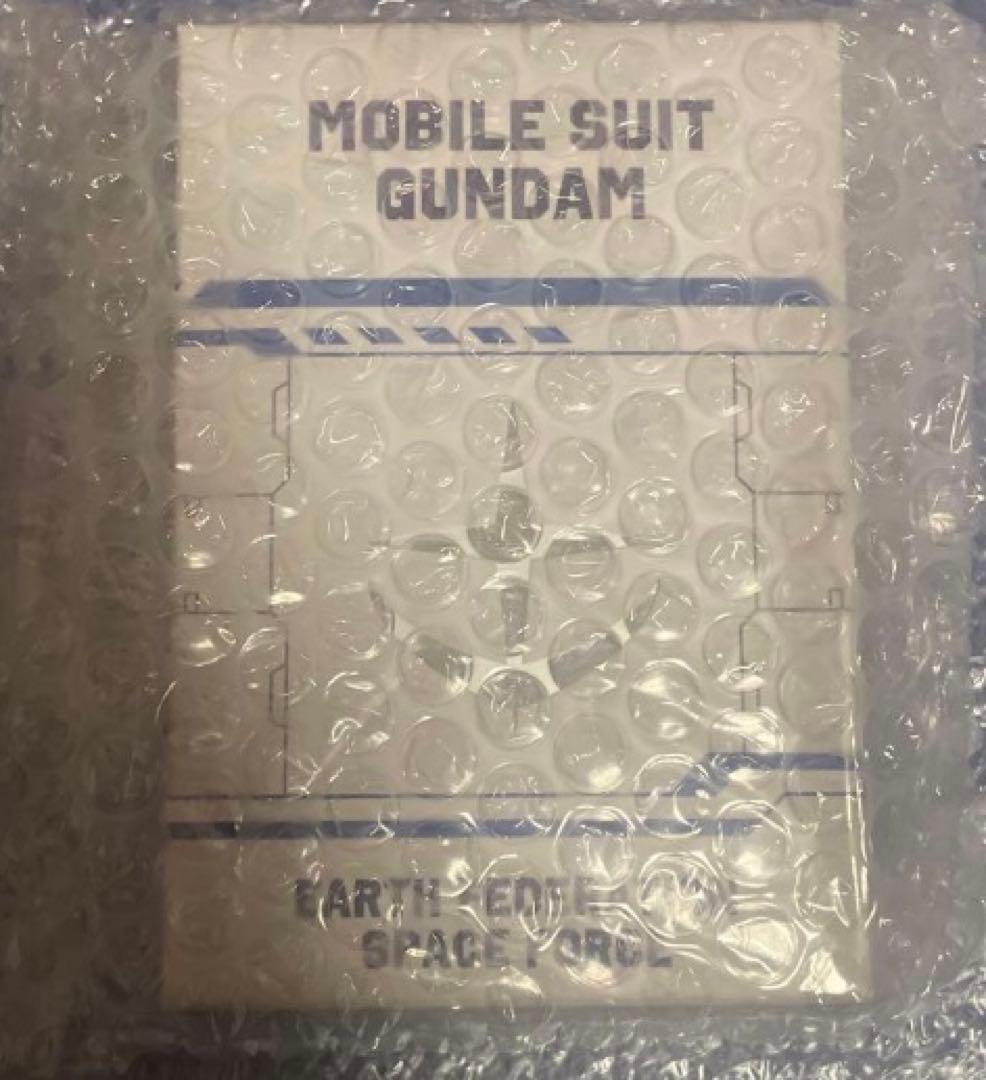 MOBILE SUIT
GUNDAM
EARTH FEDERATION
SPACE FORCE